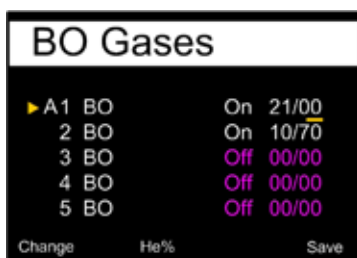 BO Gases
A1 BO On 21/00
2 BO On 10/70
3 BO Off 00/00
4 BO Off 00/00
5 BO Off 00/00
Change He% Save